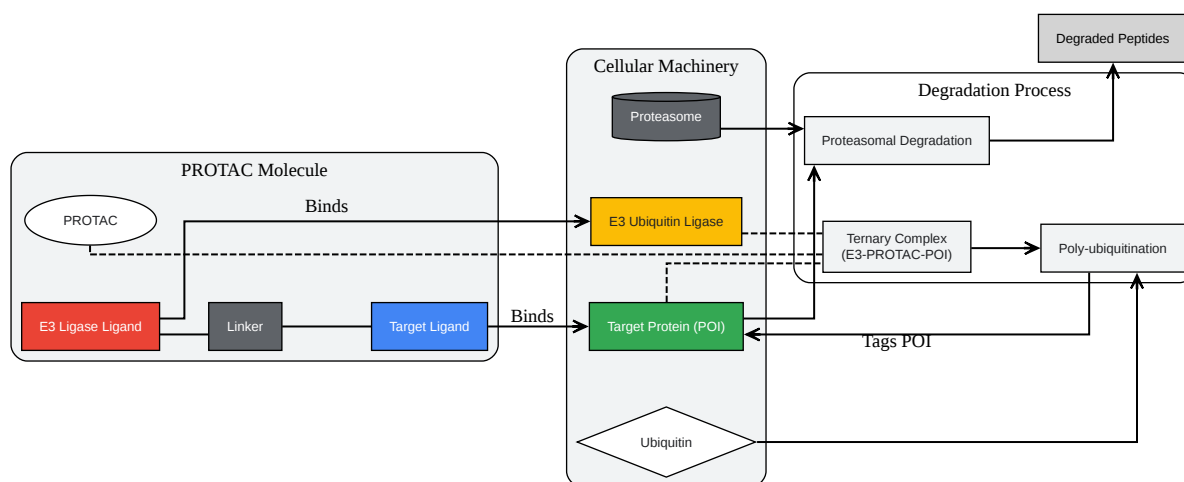 Degraded Peptides
Cellular Machinery
Degradation Process
Proteasome
Proteasomal Degradation
PROTAC Molecule
PROTAC
Binds
E3 Ubiquitin Ligase
Ternary Complex
(E3-PROTAC-POI)
Poly-ubiquitination
E3 Ligase Ligand
Linker
Target Ligand
Binds
Target Protein (POI)
Tags POI
Ubiquitin